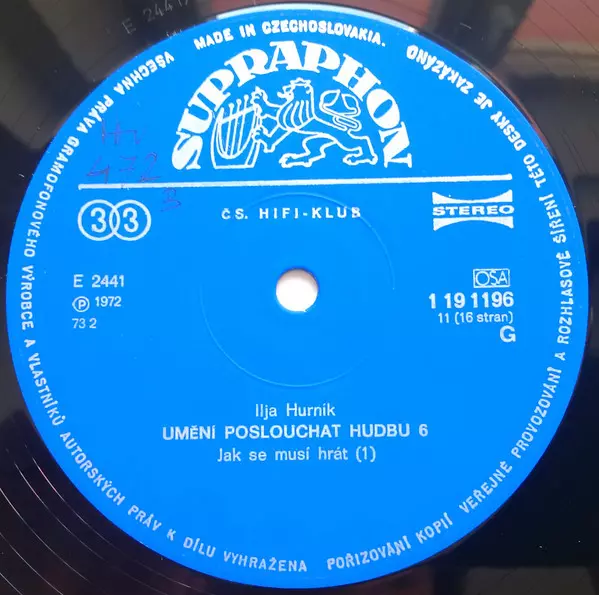 E 2441
VŠECHNA PRÁVA GRAMOFONOVÉHO VÝROBCE A VLASTNÍKŮ AUTORSKÝCH PRÁV K DÍLU VYHRAŽENA POŘIZOVÁNÍ KOPIÍ VEŘEJNÉ PROVOZOVÁNÍ A ROZHLASOVÉ ŠÍŘENÍ TÉTO DESKY JE ZAKÁZÁNO
MADE IN CZECHOSLOVAKIA.
SUPRAPHON
472
33
ČS. HIFI-KLUB
STEREO
E 2441
Ⓟ 1972
73 2
OSA
1 19 1196
11 (16 stran)
G
Ilja Hurník
UMĚNÍ POSLOUCHAT HUDBU 6
Jak se musí hrát (1)